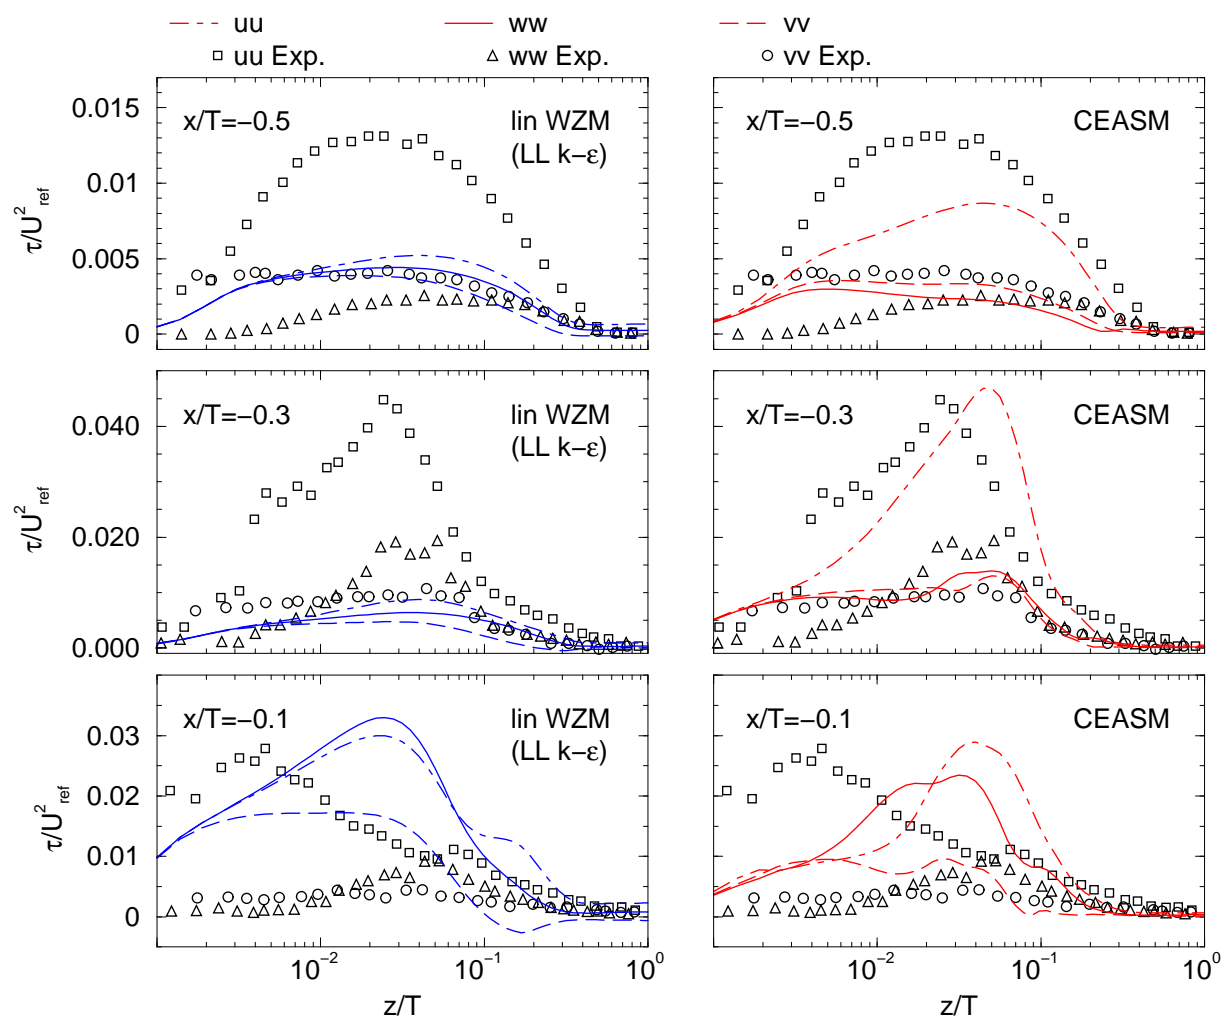 uu ww vv
uu Exp. ww Exp. vv Exp.
0.015
0.010
0.005
0
τ/U²ref
x/T=−0.5
lin WZM
(LL k−ε)
x/T=−0.5
CEASM
0.040
0.020
0.000
τ/U²ref
x/T=−0.3
lin WZM
(LL k−ε)
x/T=−0.3
CEASM
0.03
0.02
0.01
0
τ/U²ref
x/T=−0.1
lin WZM
(LL k−ε)
x/T=−0.1
CEASM
10⁻² 10⁻¹ 10⁰
z/T
10⁻² 10⁻¹ 10⁰
z/T